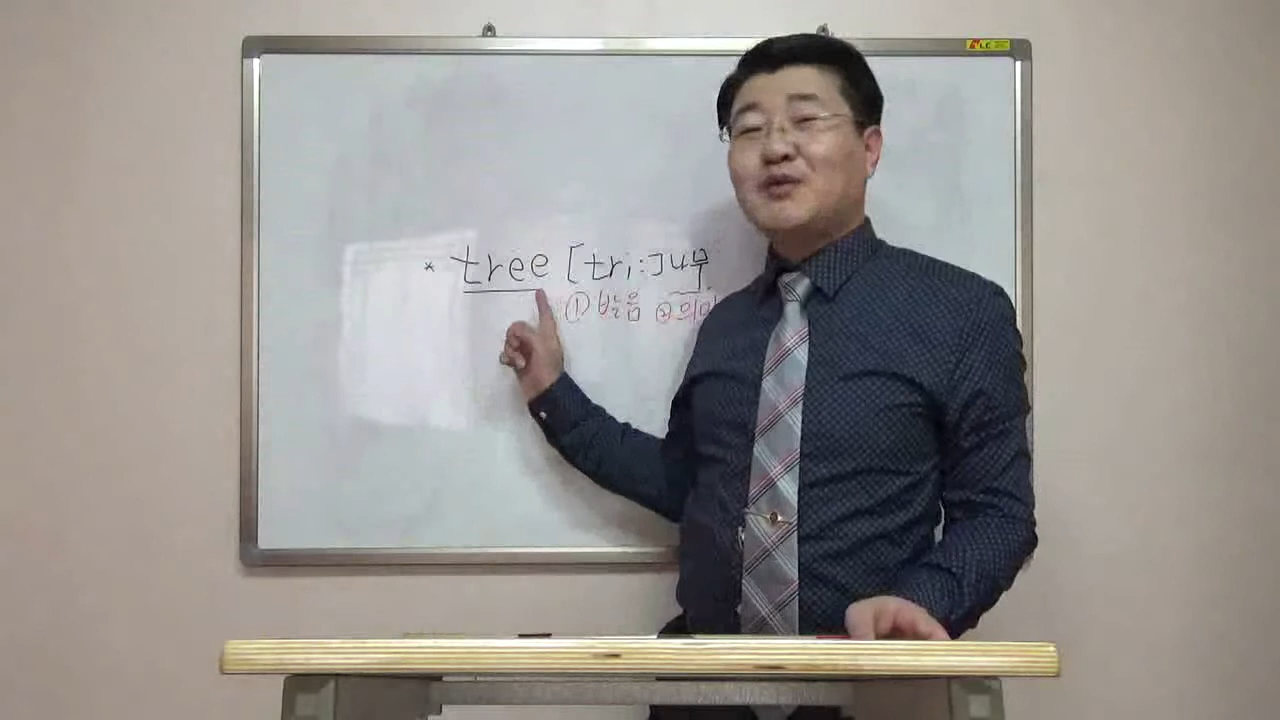 * tree [tri:] 나무
① 발음 ② 의미